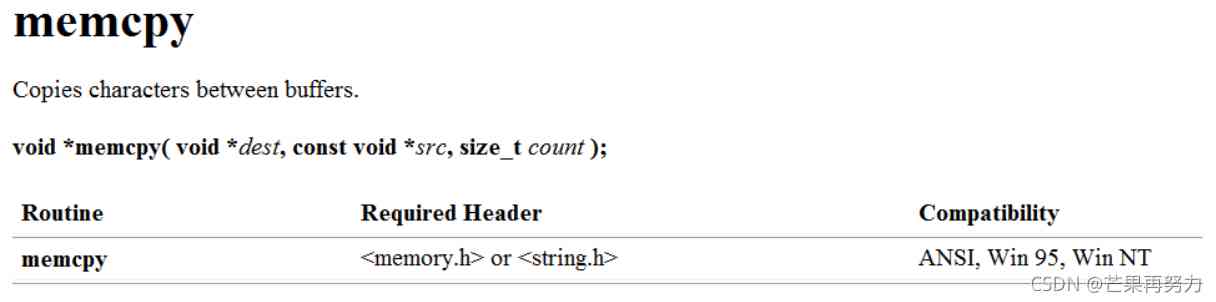 memcpy
Copies characters between buffers.
void *memcpy( void *dest, const void *src, size_t count );
Routine Required Header Compatibility
memcpy <memory.h> or <string.h> ANSI, Win 95, Win NT
CSDN @芒果再努力